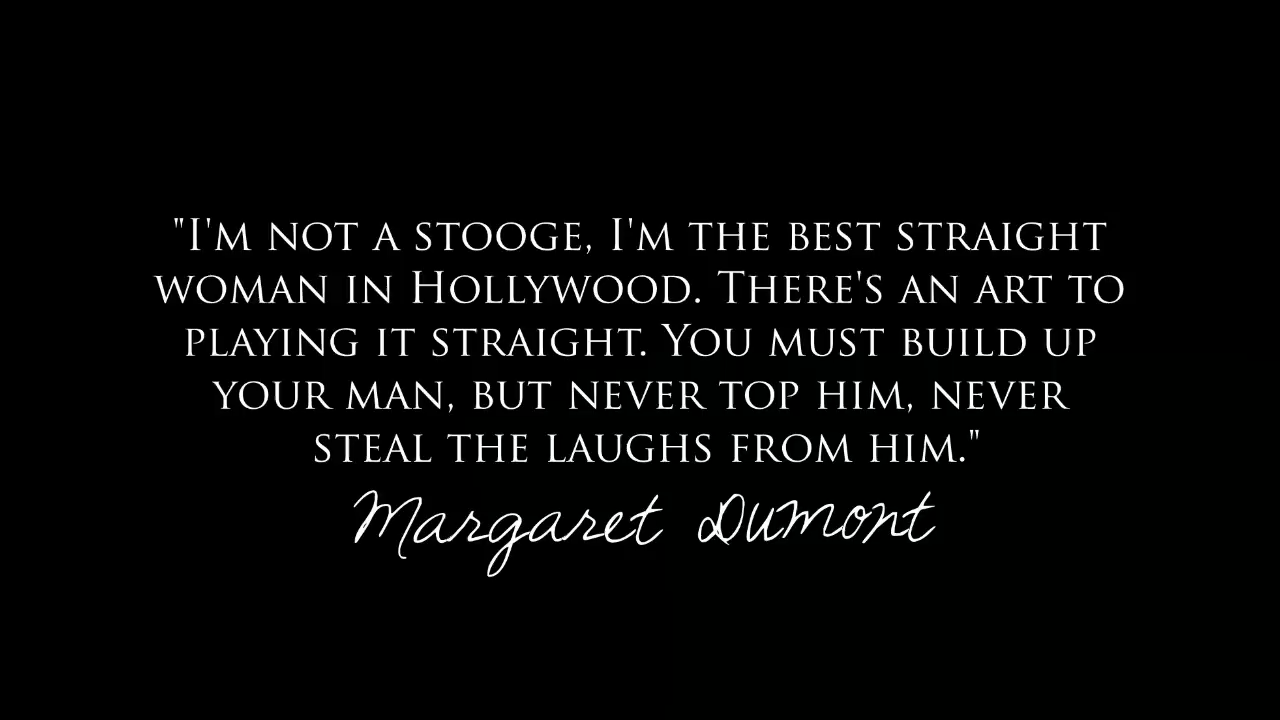 "I'm not a stooge, I'm the best straight
woman in Hollywood. There's an art to
playing it straight. You must build up
your man, but never top him, never
steal the laughs from him."
Margaret Dumont